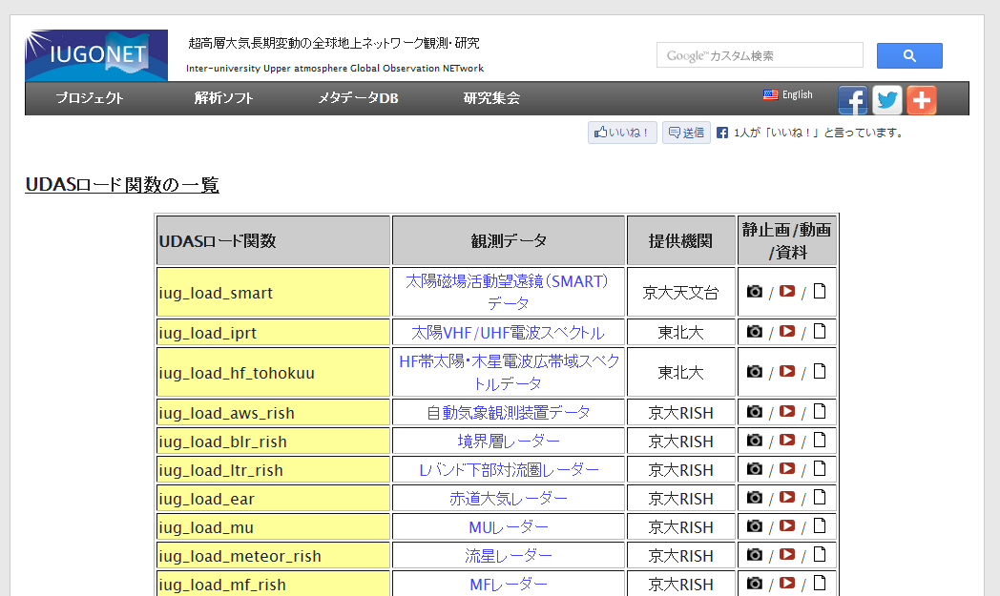 IUGONET
超高層大気長期変動の全球地上ネットワーク観測・研究
Inter-university Upper atmosphere Global Observation NETwork
Google™カスタム検索
プロジェクト 解析ソフト メタデータDB 研究集会 English
いいね！ 送信 1人が「いいね！」と言っています。
UDASロード関数の一覧
UDASロード関数 観測データ 提供機関 静止画/動画
/資料
iug_load_smart 太陽磁場活動望遠鏡（SMART）
データ 京大天文台 / /
iug_load_iprt 太陽VHF/UHF電波スペクトル 東北大 / /
iug_load_hf_tohokuu HF帯太陽・木星電波広帯域スペク
トルデータ 東北大 / /
iug_load_aws_rish 自動気象観測装置データ 京大RISH / /
iug_load_blr_rish 境界層レーダー 京大RISH / /
iug_load_ltr_rish Lバンド下部対流圏レーダー 京大RISH / /
iug_load_ear 赤道大気レーダー 京大RISH / /
iug_load_mu MUレーダー 京大RISH / /
iug_load_meteor_rish 流星レーダー 京大RISH / /
iug_load_mf_rish MFレーダー 京大RISH / /